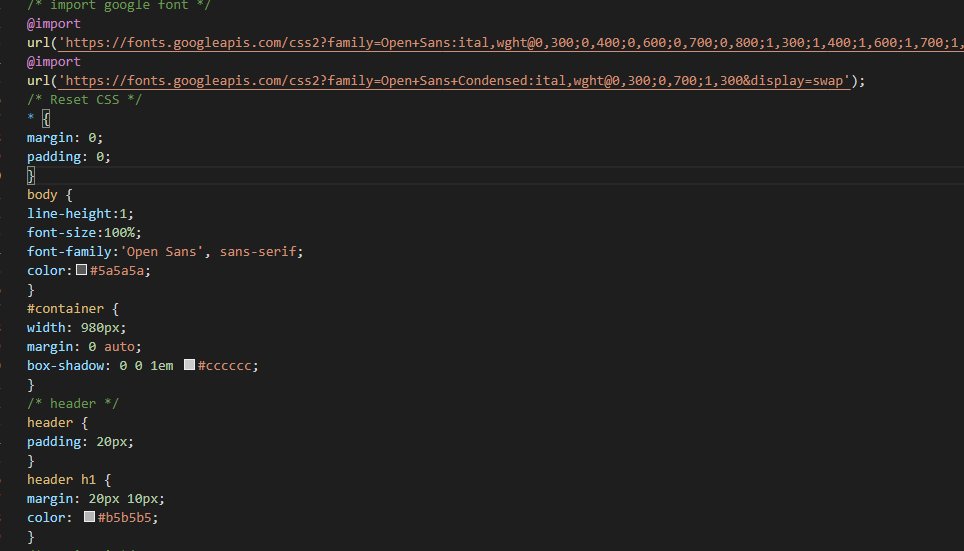 /* import google font */
@import
url('https://fonts.googleapis.com/css2?family=Open+Sans:ital,wght@0,300;0,400;0,600;0,700;0,800;1,300;1,400;1,600;1,700;1,
@import
url('https://fonts.googleapis.com/css2?family=Open+Sans+Condensed:ital,wght@0,300;0,700;1,300&display=swap');
/* Reset CSS */
* {
margin: 0;
padding: 0;
}
body {
line-height:1;
font-size:100%;
font-family:'Open Sans', sans-serif;
color:#5a5a5a;
}
#container {
width: 980px;
margin: 0 auto;
box-shadow: 0 0 1em #cccccc;
}
/* header */
header {
padding: 20px;
}
header h1 {
margin: 20px 10px;
color: #b5b5b5;
}